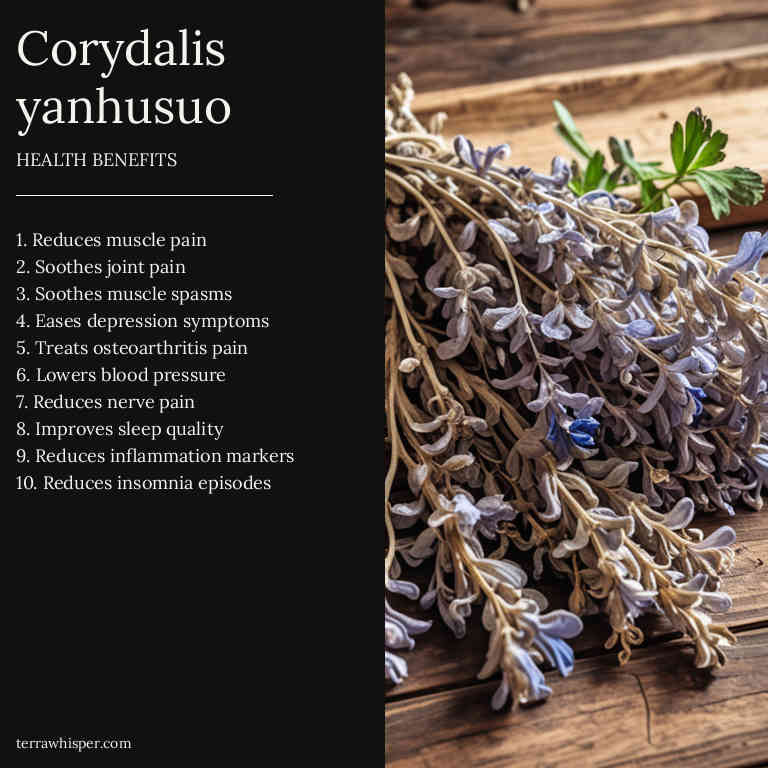 Corydalis
yanhusuo
HEALTH BENEFITS
1. Reduces muscle pain
2. Soothes joint pain
3. Soothes muscle spasms
4. Eases depression symptoms
5. Treats osteoarthritis pain
6. Lowers blood pressure
7. Reduces nerve pain
8. Improves sleep quality
9. Reduces inflammation markers
10. Reduces insomnia episodes
terrawhisper.com